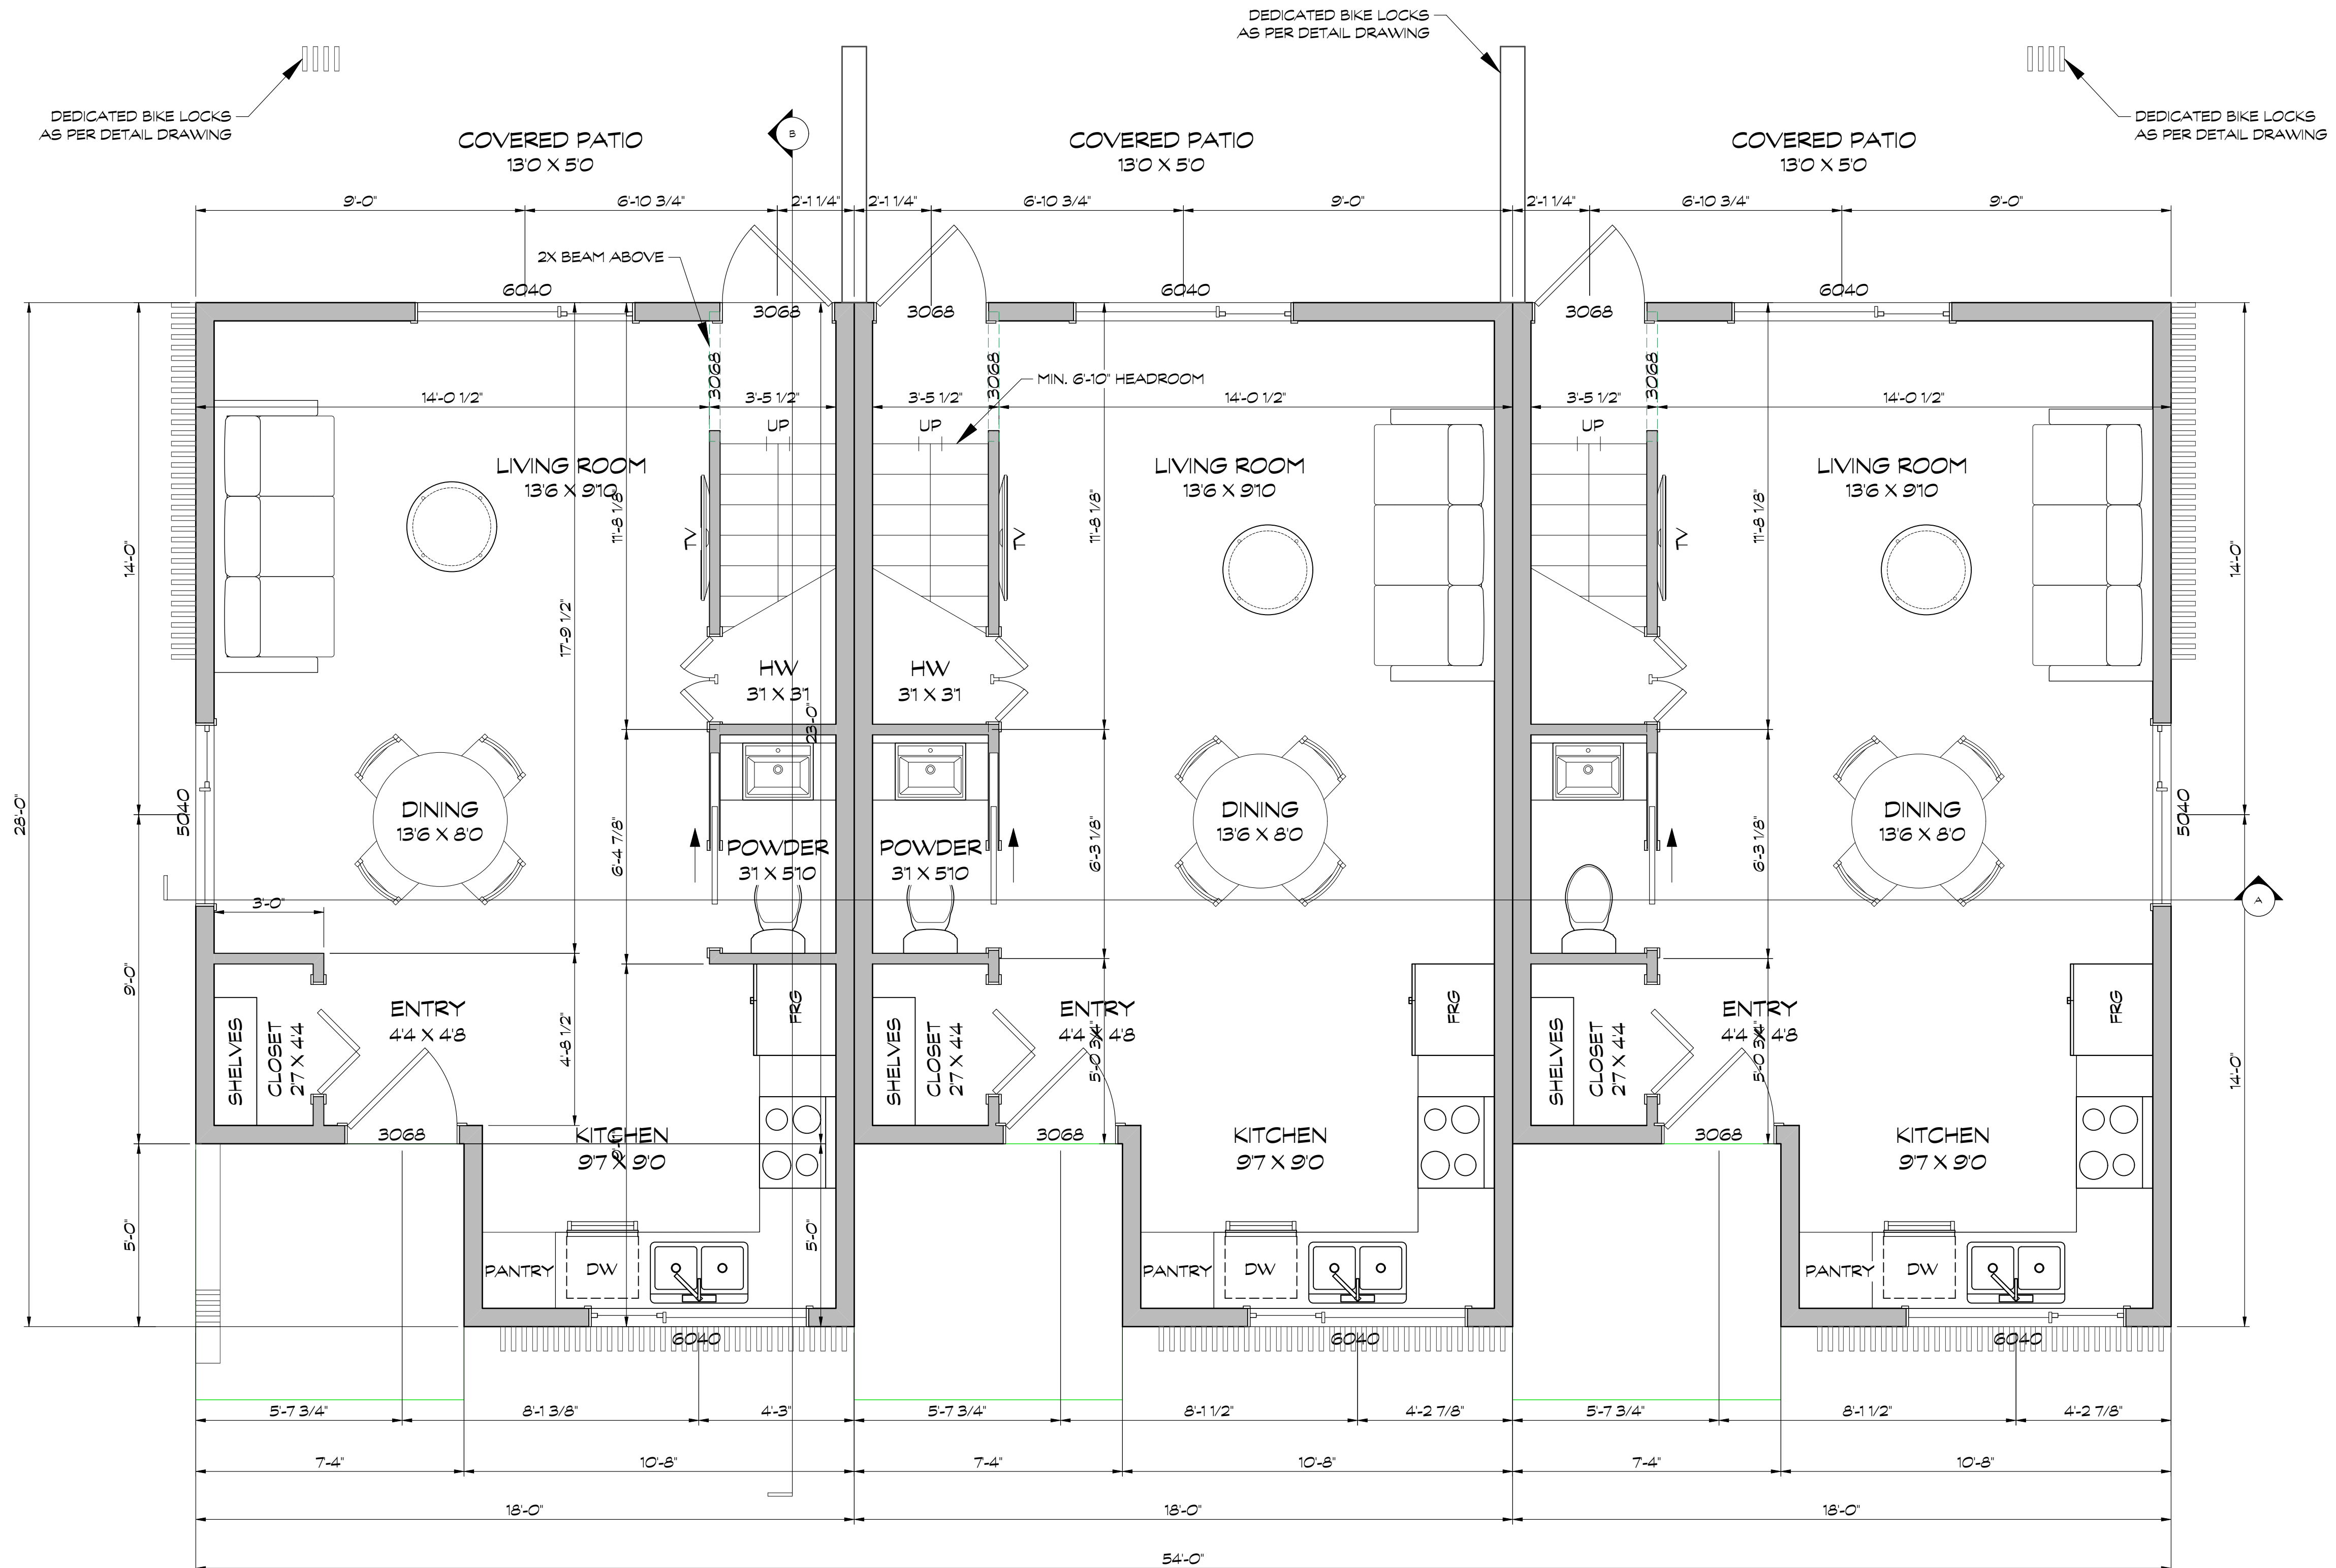 DEDICATED BIKE LOCKS
AS PER DETAIL DRAWING
DEDICATED BIKE LOCKS
AS PER DETAIL DRAWING
DEDICATED BIKE LOCKS
AS PER DETAIL DRAWING
B
COVERED PATIO
13'0 X 5'0
COVERED PATIO
13'0 X 5'0
COVERED PATIO
13'0 X 5'0
9'-0"
6'-10 3/4"
2'-1 1/4"
2'-1 1/4"
6'-10 3/4"
9'-0"
2'-1 1/4"
6'-10 3/4"
9'-0"
2X BEAM ABOVE
6040
3068
3068
6040
3068
6040
3068
3068
3068
MIN. 6'-10" HEADROOM
14'-0 1/2"
3'-5 1/2"
3'-5 1/2"
14'-0 1/2"
3'-5 1/2"
14'-0 1/2"
UP
UP
UP
LIVING ROOM
13'6 X 9'10
LIVING ROOM
13'6 X 9'10
LIVING ROOM
13'6 X 9'10
11'-8 1/8"
11'-8 1/8"
11'-8 1/8"
TV
TV
TV
14'-0"
14'-0"
17'-9 1/2"
HW
3'1 X 3'1
HW
3'1 X 3'1
23'-0"
28'-0"
5040
DINING
13'6 X 8'0
DINING
13'6 X 8'0
DINING
13'6 X 8'0
5040
6'-4 7/8"
6'-3 1/8"
6'-3 1/8"
POWDER
3'1 X 5'10
POWDER
3'1 X 5'10
A
3'-0"
9'-0"
ENTRY
4'4 X 4'8
ENTRY
4'4 X 4'8
ENTRY
4'4 X 4'8
FRG
FRG
FRG
SHELVES
CLOSET
2'7 X 4'4
SHELVES
CLOSET
2'7 X 4'4
SHELVES
CLOSET
2'7 X 4'4
4'-8 1/2"
5'-0 3/4"
5'-0 3/4"
14'-0"
3068
3068
3068
KITCHEN
9'7 X 9'0
KITCHEN
9'7 X 9'0
KITCHEN
9'7 X 9'0
5'-0"
5'-0"
PANTRY
DW
PANTRY
DW
PANTRY
DW
6040
6040
6040
5'-7 3/4"
8'-1 3/8"
4'-3"
5'-7 3/4"
8'-1 1/2"
4'-2 7/8"
5'-7 3/4"
8'-1 1/2"
4'-2 7/8"
7'-4"
10'-8"
7'-4"
10'-8"
7'-4"
10'-8"
18'-0"
18'-0"
18'-0"
54'-0"